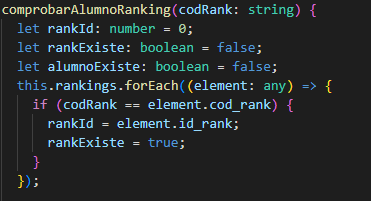 comprobarAlumnoRanking(codRank: string) {
let rankId: number = 0;
let rankExiste: boolean = false;
let alumnoExiste: boolean = false;
this.rankings.forEach((element: any) => {
if (codRank == element.cod_rank) {
rankId = element.id_rank;
rankExiste = true;
}
});